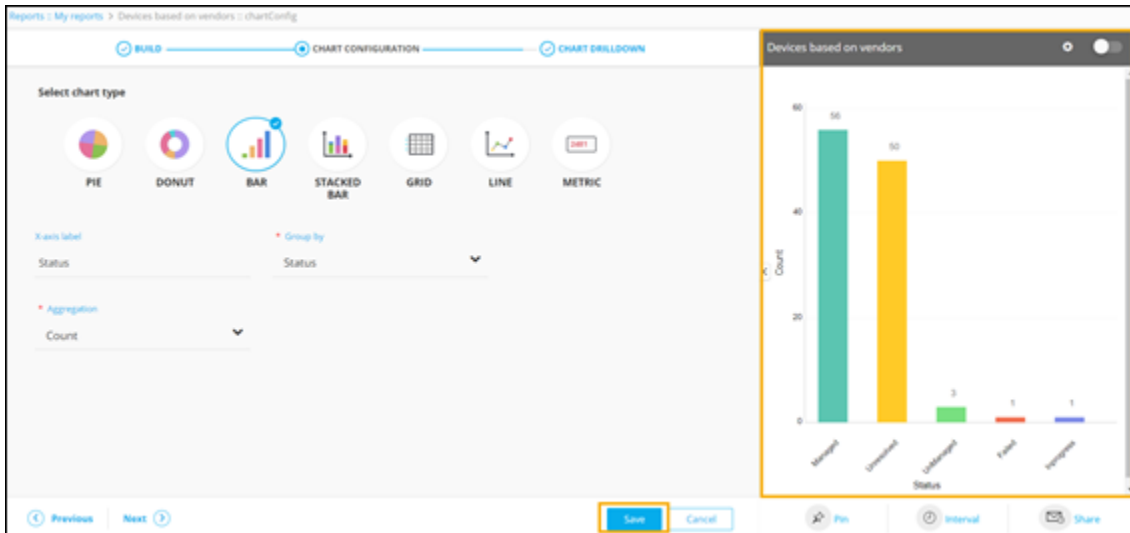 Reports :: My reports > Devices based on vendors :: chartConfig
BUILD
CHART CONFIGURATION
CHART DRILLDOWN
Select chart type
PIE
DONUT
BAR
STACKED
BAR
GRID
LINE
METRIC
X-axis label
* Group by
Status
Status
* Aggregation
Count
Previous
Next
Save
Cancel
Devices based on vendors
60
56
50
40
Count
20
3
1
1
0
Managed
Unresolved
UnManaged
Failed
Inprogress
Status
Pin
Interval
Share